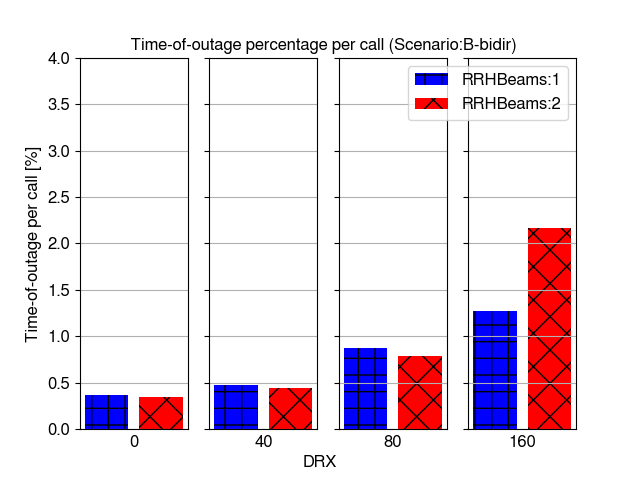 Time-of-outage percentage per call (Scenario:B-bidir)
RRHBeams:1
RRHBeams:2
Time-of-outage per call [%]
4.0
3.5
3.0
2.5
2.0
1.5
1.0
0.5
0.0
0 40 80 160
DRX